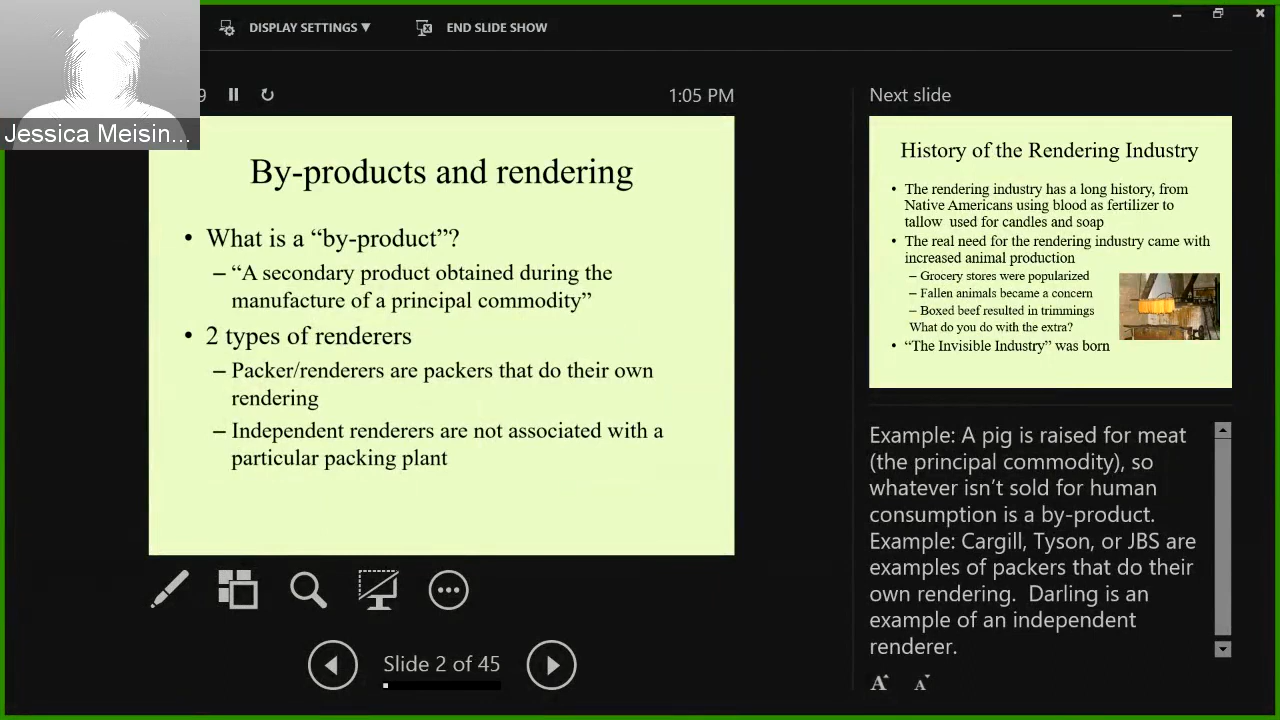 DISPLAY SETTINGS ▼
END SLIDE SHOW
Jessica Meisin...
9
1:05 PM
Next slide
By-products and rendering
• What is a “by-product”?
– “A secondary product obtained during the
manufacture of a principal commodity”
• 2 types of renderers
– Packer/renderers are packers that do their own
rendering
– Independent renderers are not associated with a
particular packing plant
History of the Rendering Industry
• The rendering industry has a long history, from
Native Americans using blood as fertilizer to
tallow used for candles and soap
• The real need for the rendering industry came with
increased animal production
– Grocery stores were popularized
– Fallen animals became a concern
– Boxed beef resulted in trimmings
What do you do with the extra?
• “The Invisible Industry” was born
Example: A pig is raised for meat
(the principal commodity), so
whatever isn’t sold for human
consumption is a by-product.
Example: Cargill, Tyson, or JBS are
examples of packers that do their
own rendering. Darling is an
example of an independent
renderer.
Slide 2 of 45
A A